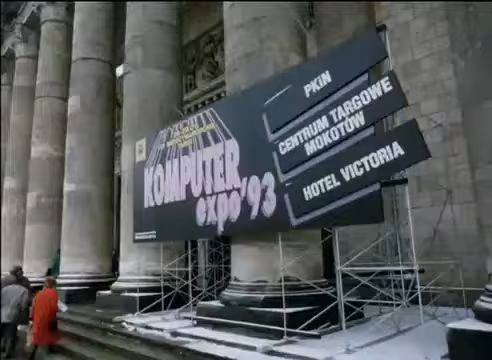 KOMPUTER
expo'93
PKiN
CENTRUM TARGOWE
MOKOTÓW
HOTEL VICTORIA